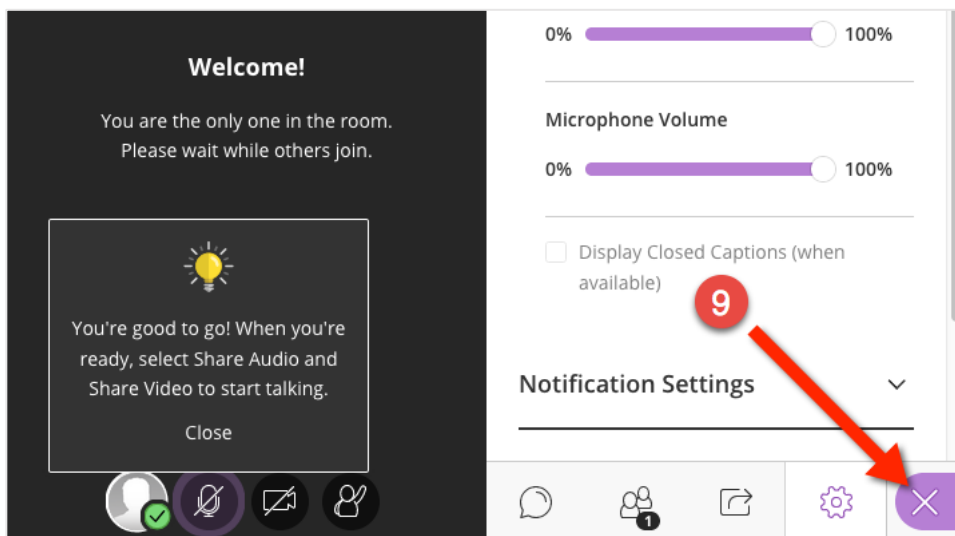 Welcome!
You are the only one in the room.
Please wait while others join.
You're good to go! When you're
ready, select Share Audio and
Share Video to start talking.
Close
0% 100%
Microphone Volume
0% 100%
Display Closed Captions (when
available)
9
Notification Settings
1